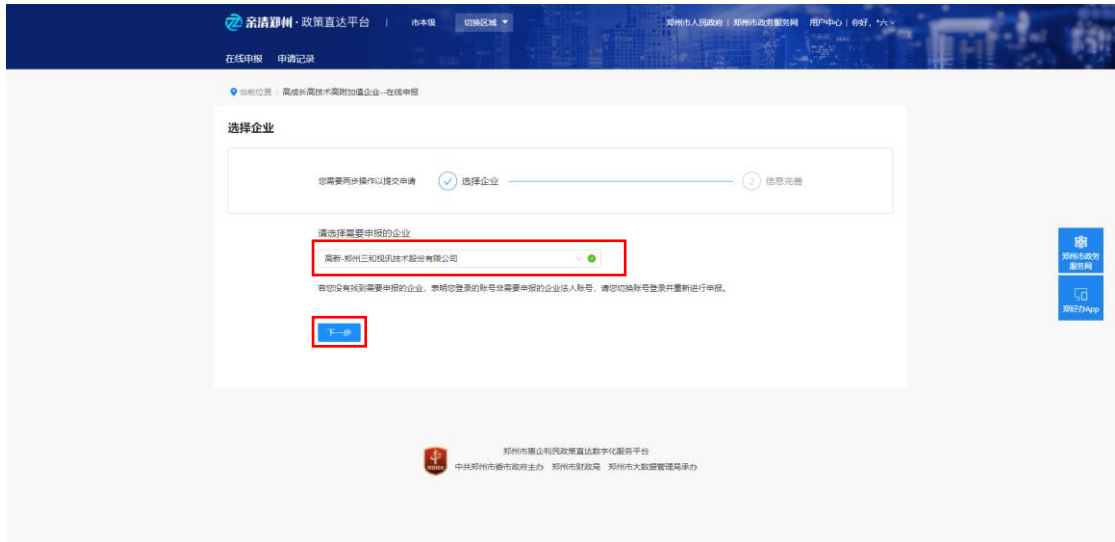 亲清郑州·政策直达平台 | 市本级 切换区域 郑州市人民政府 | 郑州市政务服务网 用户中心 | 你好，*六
在线申报 申请记录
当前位置：高成长高技术高附加值企业--在线申报
选择企业
您需要两步操作以提交申请 选择企业 2 信息完善
请选择需要申报的企业
高新-郑州三和视讯技术股份有限公司
若您没有找到需要申报的企业，表明您登录的账号非需要申报的企业法人账号，请您切换账号登录并重新进行申报。
下一步
郑州市政务
服务网
郑好办App
郑州市惠企利民政策直达数字化服务平台
中共郑州市委市政府主办 郑州市财政局 郑州市大数据管理局承办